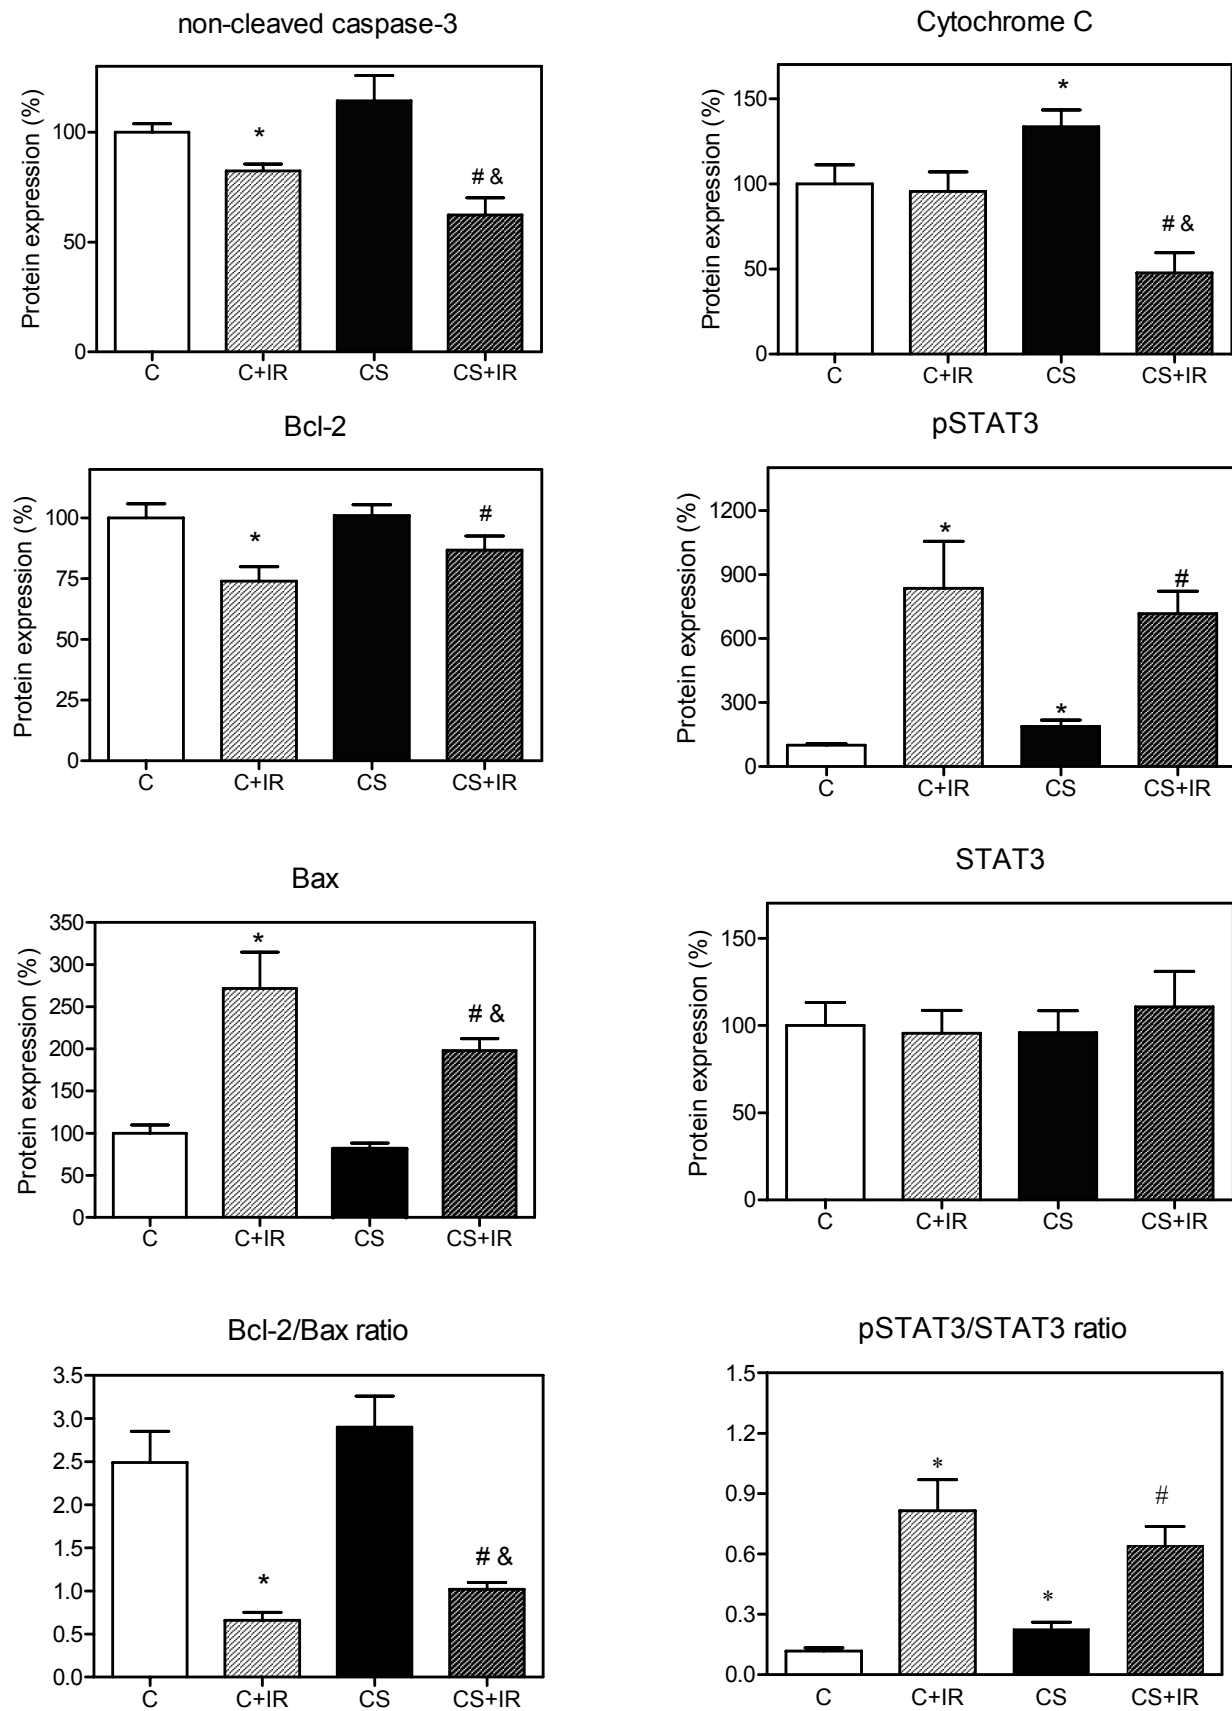 non-cleaved caspase-3
Protein expression (%)
100
50
0
*
# &
C C+IR CS CS+IR
Cytochrome C
Protein expression (%)
150
100
50
0
*
# &
C C+IR CS CS+IR
Bcl-2
Protein expression (%)
100
75
50
25
0
*
#
C C+IR CS CS+IR
pSTAT3
Protein expression (%)
1200
900
600
300
0
*
*
#
C C+IR CS CS+IR
Bax
Protein expression (%)
350
300
250
200
150
100
50
0
*
# &
C C+IR CS CS+IR
STAT3
Protein expression (%)
150
100
50
0
C C+IR CS CS+IR
Bcl-2/Bax ratio
3.5
3.0
2.5
2.0
1.5
1.0
0.5
0.0
*
# &
C C+IR CS CS+IR
pSTAT3/STAT3 ratio
1.5
1.2
0.9
0.6
0.3
0.0
*
*
#
C C+IR CS CS+IR